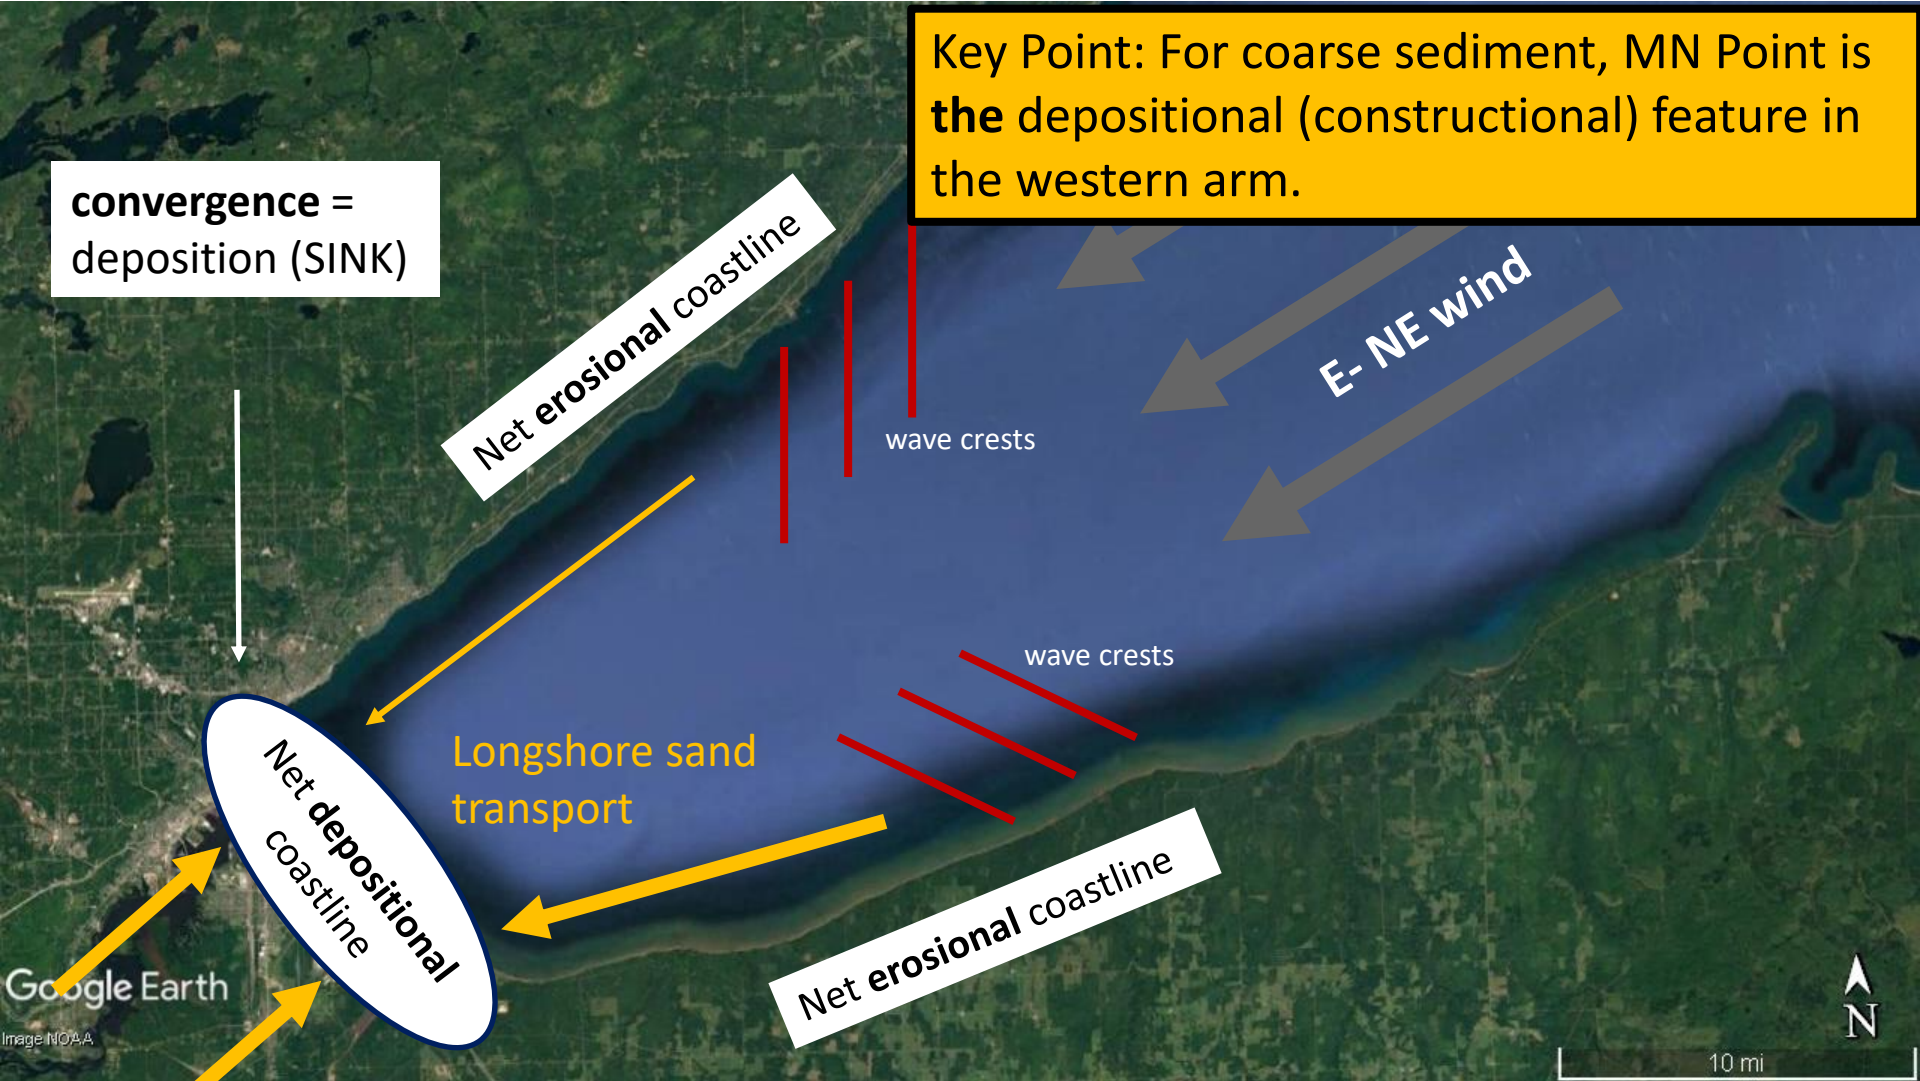 Key Point: For coarse sediment, MN Point is
the depositional (constructional) feature in
the western arm.
convergence =
deposition (SINK)
Net erosional coastline
E- NE wind
wave crests
wave crests
Longshore sand
transport
Net depositional
coastline
Net erosional coastline
Google Earth
Image NOAA
N
10 mi